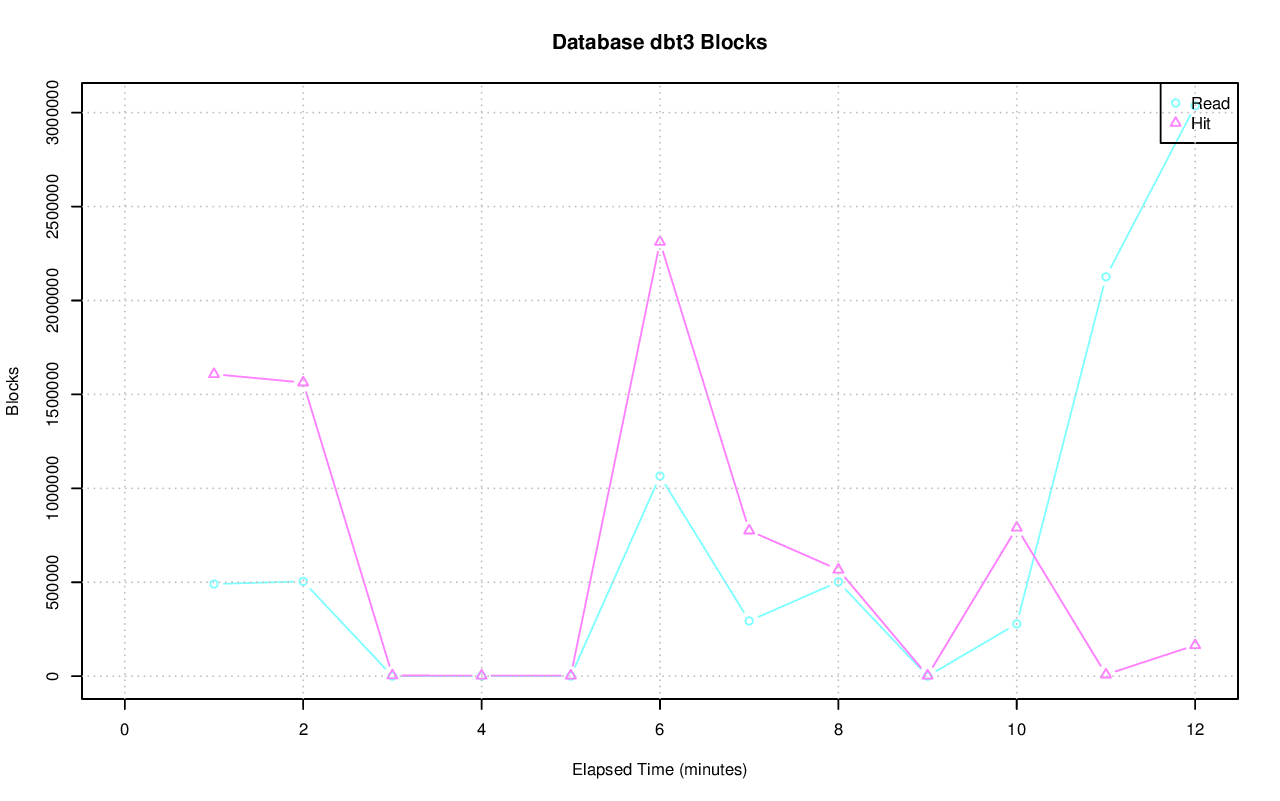 Database dbt3 Blocks
Read
Hit
3000000
2500000
2000000
1500000
1000000
500000
0
Blocks
0 2 4 6 8 10 12
Elapsed Time (minutes)